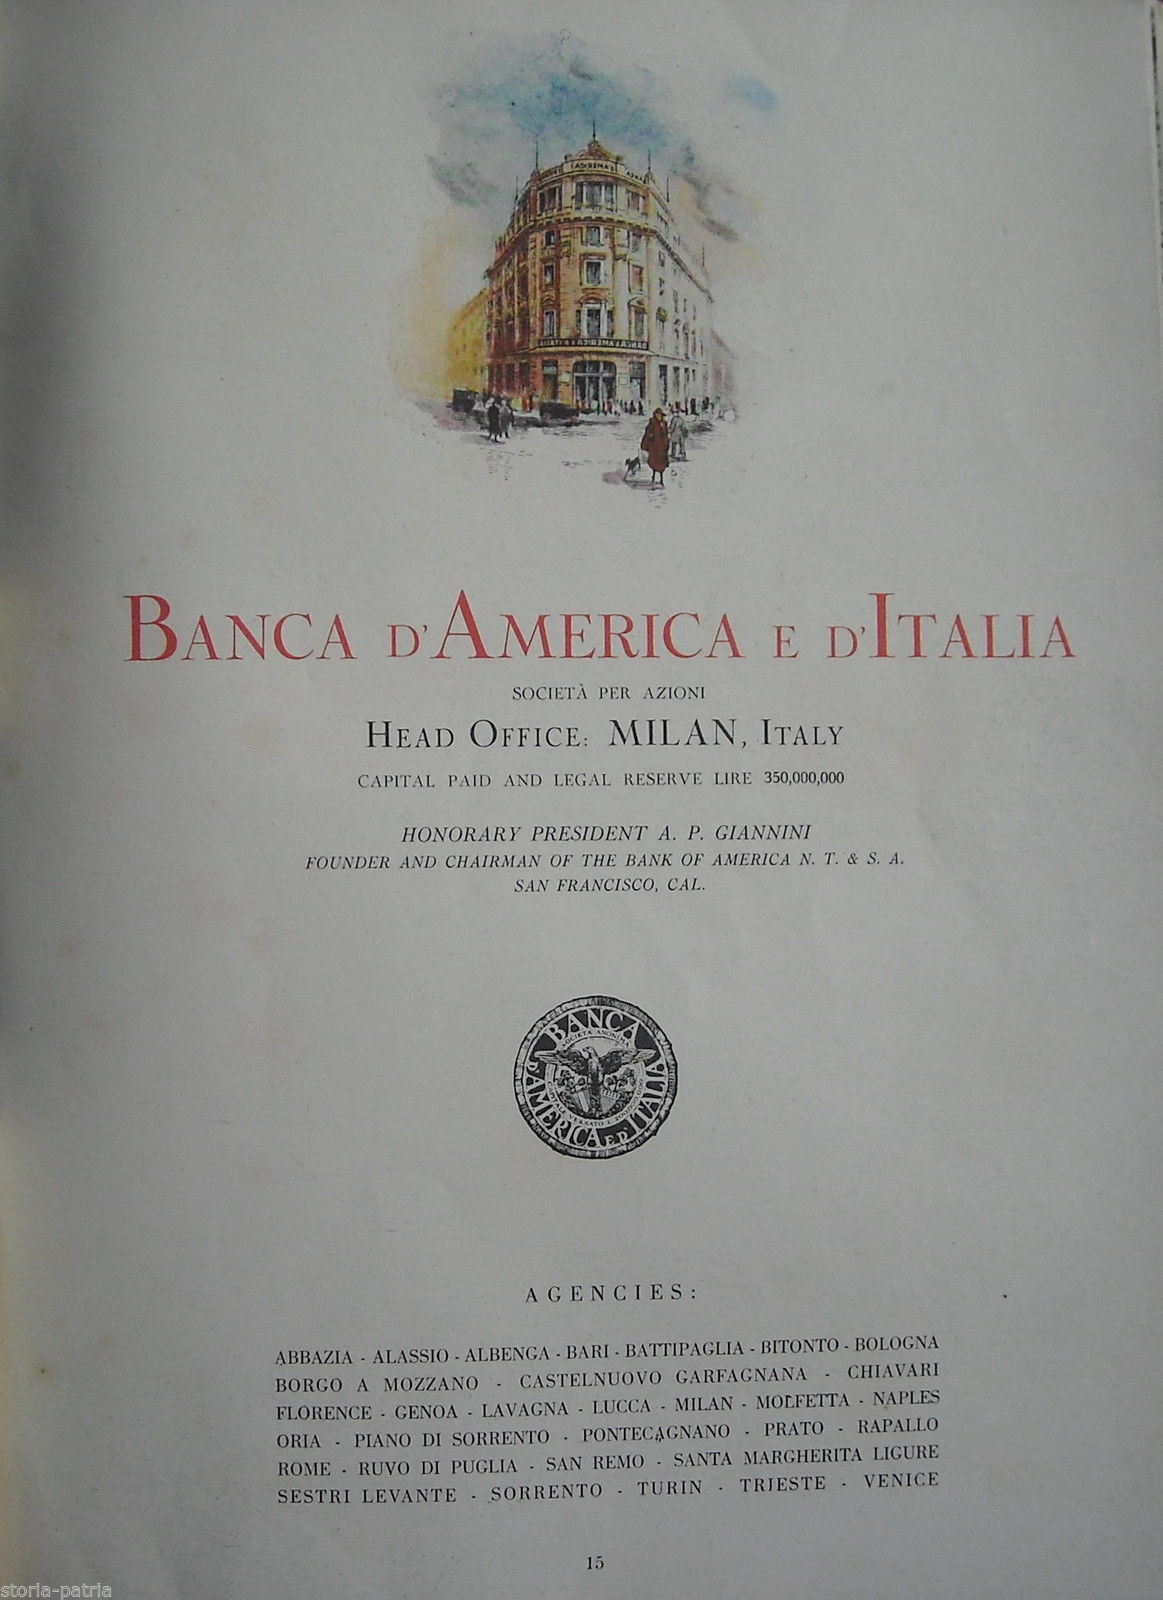 BANCA D'AMERICA E D'ITALIA
SOCIETÀ PER AZIONI
HEAD OFFICE: MILAN, ITALY
CAPITAL PAID AND LEGAL RESERVE LIRE 350,000,000
HONORARY PRESIDENT A. P. GIANNINI
FOUNDER AND CHAIRMAN OF THE BANK OF AMERICA N. T. & S. A.
SAN FRANCISCO, CAL.
BANCA
D'AMERICA E D'ITALIA
SOCIETÀ ANONIMA
CAPITALE VERSATO L.
AGENCIES:
ABBAZIA - ALASSIO - ALBENGA - BARI - BATTIPAGLIA - BITONTO - BOLOGNA
BORGO A MOZZANO - CASTELNUOVO GARFAGNANA - CHIAVARI
FLORENCE - GENOA - LAVAGNA - LUCCA - MILAN - MOLFETTA - NAPLES
ORIA - PIANO DI SORRENTO - PONTECAGNANO - PRATO - RAPALLO
ROME - RUVO DI PUGLIA - SAN REMO - SANTA MARGHERITA LIGURE
SESTRI LEVANTE - SORRENTO - TURIN - TRIESTE - VENICE
15
storia-patria